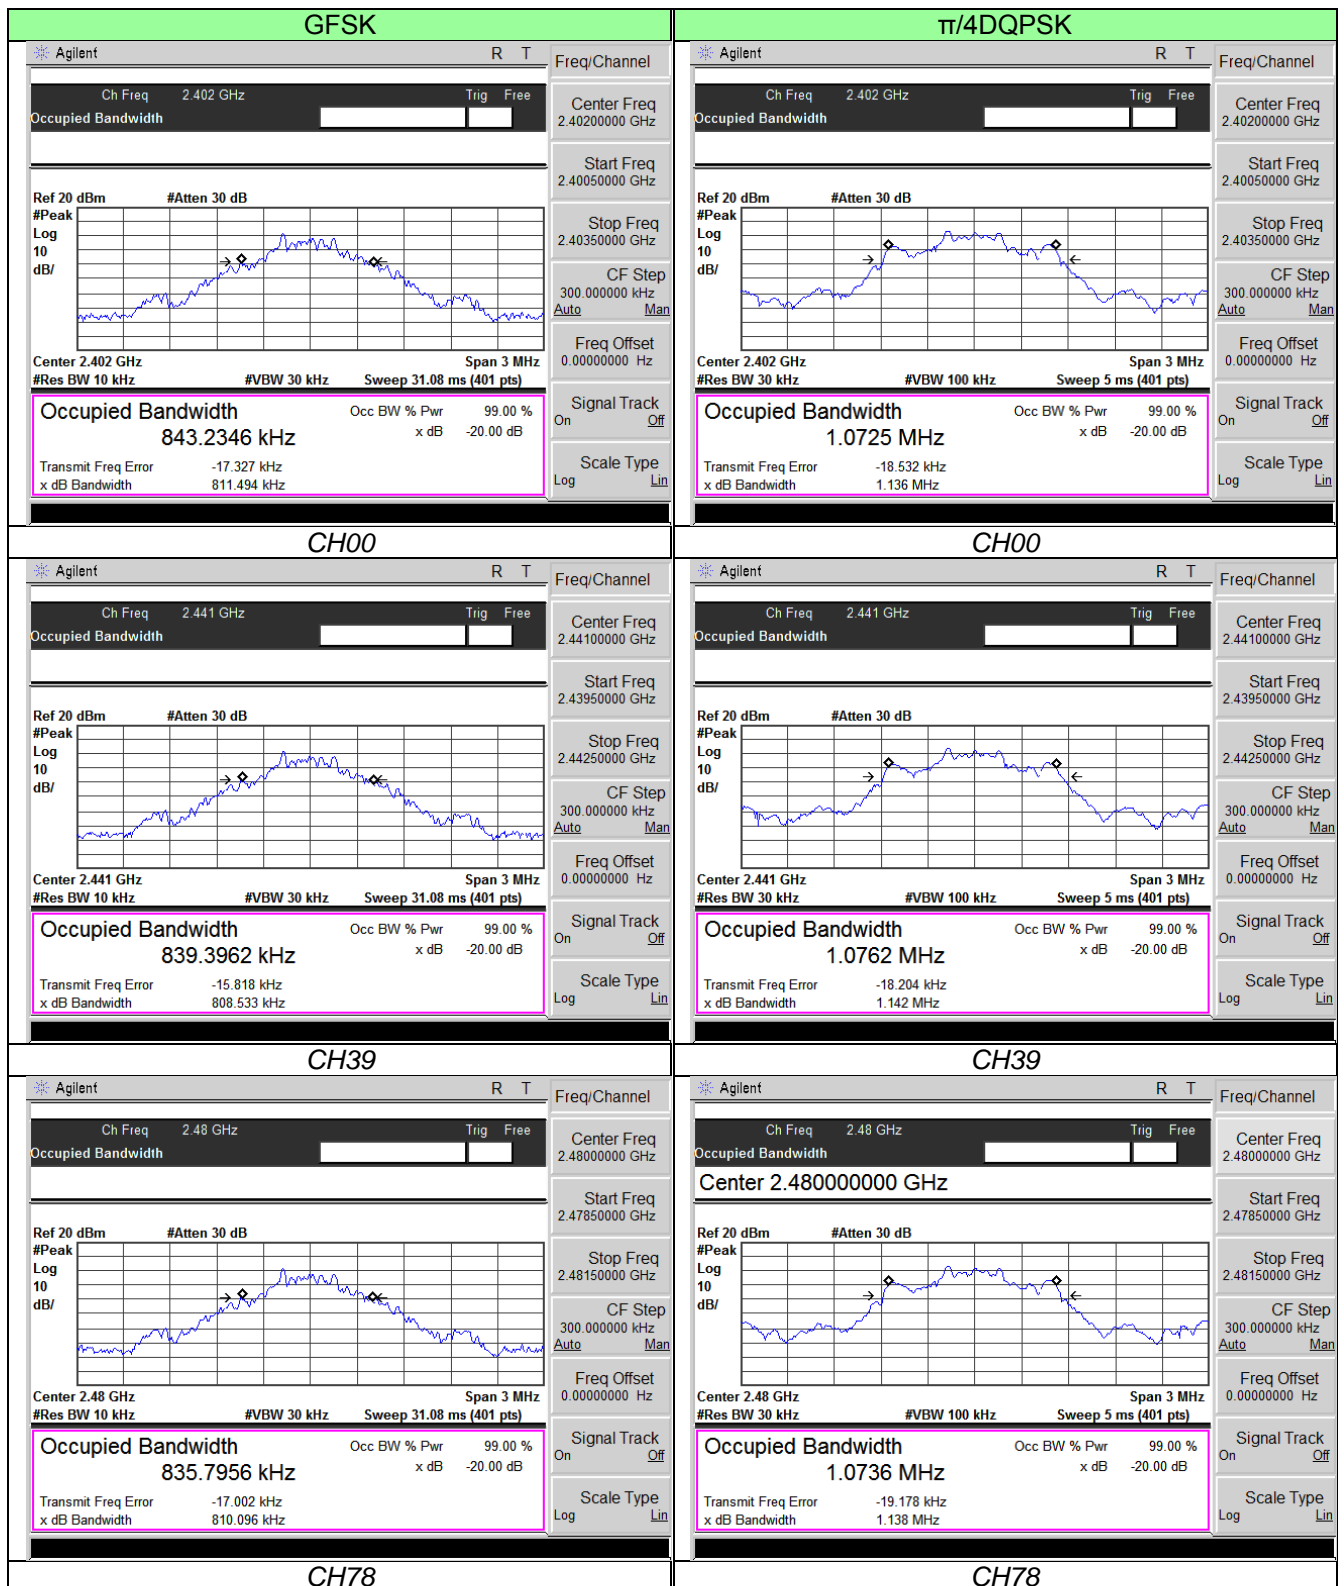 GFSK
π/4DQPSK
Agilent
R T
Freq/Channel
Ch Freq 2.402 GHz
Trig Free
Occupied Bandwidth
Center Freq
2.40200000 GHz
Start Freq
2.40050000 GHz
Ref 20 dBm #Atten 30 dB
#Peak
Log
10
dB/
Stop Freq
2.40350000 GHz
CF Step
300.000000 kHz
Auto Man
Freq Offset
0.00000000 Hz
Center 2.402 GHz Span 3 MHz
#Res BW 10 kHz #VBW 30 kHz Sweep 31.08 ms (401 pts)
Occupied Bandwidth
843.2346 kHz
Occ BW % Pwr 99.00 %
x dB -20.00 dB
Transmit Freq Error -17.327 kHz
x dB Bandwidth 811.494 kHz
Signal Track
On Off
Scale Type
Log Lin
CH00
Agilent
R T
Freq/Channel
Ch Freq 2.402 GHz
Trig Free
Occupied Bandwidth
Center Freq
2.40200000 GHz
Start Freq
2.40050000 GHz
Ref 20 dBm #Atten 30 dB
#Peak
Log
10
dB/
Stop Freq
2.40350000 GHz
CF Step
300.000000 kHz
Auto Man
Freq Offset
0.00000000 Hz
Center 2.402 GHz Span 3 MHz
#Res BW 30 kHz #VBW 100 kHz Sweep 5 ms (401 pts)
Occupied Bandwidth
1.0725 MHz
Occ BW % Pwr 99.00 %
x dB -20.00 dB
Transmit Freq Error -18.532 kHz
x dB Bandwidth 1.136 MHz
Signal Track
On Off
Scale Type
Log Lin
CH00
Agilent
R T
Freq/Channel
Ch Freq 2.441 GHz
Trig Free
Occupied Bandwidth
Center Freq
2.44100000 GHz
Start Freq
2.43950000 GHz
Ref 20 dBm #Atten 30 dB
#Peak
Log
10
dB/
Stop Freq
2.44250000 GHz
CF Step
300.000000 kHz
Auto Man
Freq Offset
0.00000000 Hz
Center 2.441 GHz Span 3 MHz
#Res BW 10 kHz #VBW 30 kHz Sweep 31.08 ms (401 pts)
Occupied Bandwidth
839.3962 kHz
Occ BW % Pwr 99.00 %
x dB -20.00 dB
Transmit Freq Error -15.818 kHz
x dB Bandwidth 808.533 kHz
Signal Track
On Off
Scale Type
Log Lin
CH39
Agilent
R T
Freq/Channel
Ch Freq 2.441 GHz
Trig Free
Occupied Bandwidth
Center Freq
2.44100000 GHz
Start Freq
2.43950000 GHz
Ref 20 dBm #Atten 30 dB
#Peak
Log
10
dB/
Stop Freq
2.44250000 GHz
CF Step
300.000000 kHz
Auto Man
Freq Offset
0.00000000 Hz
Center 2.441 GHz Span 3 MHz
#Res BW 30 kHz #VBW 100 kHz Sweep 5 ms (401 pts)
Occupied Bandwidth
1.0762 MHz
Occ BW % Pwr 99.00 %
x dB -20.00 dB
Transmit Freq Error -18.204 kHz
x dB Bandwidth 1.142 MHz
Signal Track
On Off
Scale Type
Log Lin
CH39
Agilent
R T
Freq/Channel
Ch Freq 2.48 GHz
Trig Free
Occupied Bandwidth
Center Freq
2.48000000 GHz
Start Freq
2.47850000 GHz
Ref 20 dBm #Atten 30 dB
#Peak
Log
10
dB/
Stop Freq
2.48150000 GHz
CF Step
300.000000 kHz
Auto Man
Freq Offset
0.00000000 Hz
Center 2.48 GHz Span 3 MHz
#Res BW 10 kHz #VBW 30 kHz Sweep 31.08 ms (401 pts)
Occupied Bandwidth
835.7956 kHz
Occ BW % Pwr 99.00 %
x dB -20.00 dB
Transmit Freq Error -17.002 kHz
x dB Bandwidth 810.096 kHz
Signal Track
On Off
Scale Type
Log Lin
CH78
Agilent
R T
Freq/Channel
Ch Freq 2.48 GHz
Trig Free
Occupied Bandwidth
Center 2.480000000 GHz
Center Freq
2.48000000 GHz
Start Freq
2.47850000 GHz
Ref 20 dBm #Atten 30 dB
#Peak
Log
10
dB/
Stop Freq
2.48150000 GHz
CF Step
300.000000 kHz
Auto Man
Freq Offset
0.00000000 Hz
Center 2.48 GHz Span 3 MHz
#Res BW 30 kHz #VBW 100 kHz Sweep 5 ms (401 pts)
Occupied Bandwidth
1.0736 MHz
Occ BW % Pwr 99.00 %
x dB -20.00 dB
Transmit Freq Error -19.178 kHz
x dB Bandwidth 1.138 MHz
Signal Track
On Off
Scale Type
Log Lin
CH78